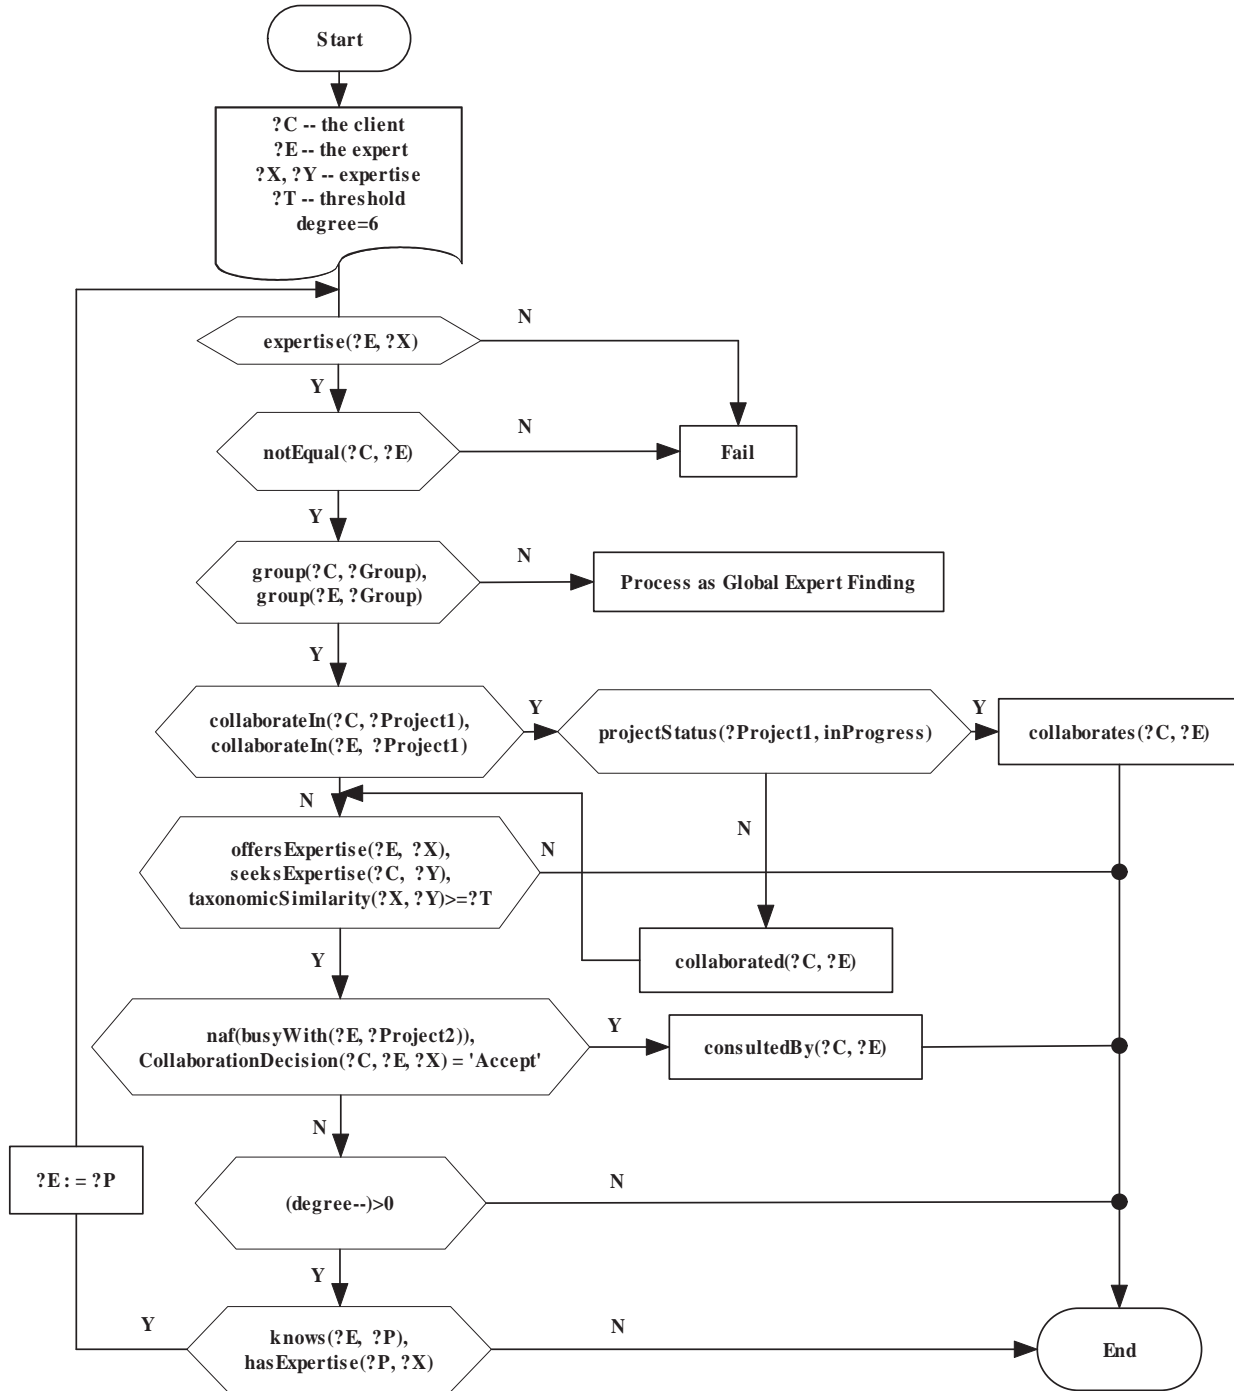 Start
?C -- the client
?E -- the expert
?X, ?Y -- expertise
?T -- threshold
degree=6
expertise(?E, ?X)
N
Y
notEqual(?C, ?E)
N
Fail
Y
group(?C, ?Group),
group(?E, ?Group)
N
Process as Global Expert Finding
Y
collaborateIn(?C, ?Project1),
collaborateIn(?E, ?Project1)
Y
projectStatus(?Project1, inProgress)
Y
collaborates(?C, ?E)
N
N
offersExpertise(?E, ?X),
seeksExpertise(?C, ?Y),
taxonomicSimilarity(?X, ?Y)>=?T
N
collaborated(?C, ?E)
Y
naf(busyWith(?E, ?Project2)),
CollaborationDecision(?C, ?E, ?X) = 'Accept'
Y
consultedBy(?C, ?E)
N
?E: = ?P
(degree--)>0
N
Y
knows(?E, ?P),
hasExpertise(?P, ?X)
Y
N
End